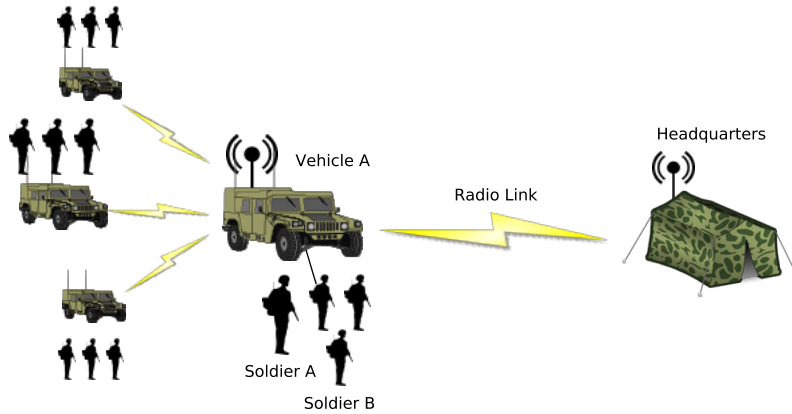 Headquarters
Vehicle A
Radio Link
Soldier A
Soldier B